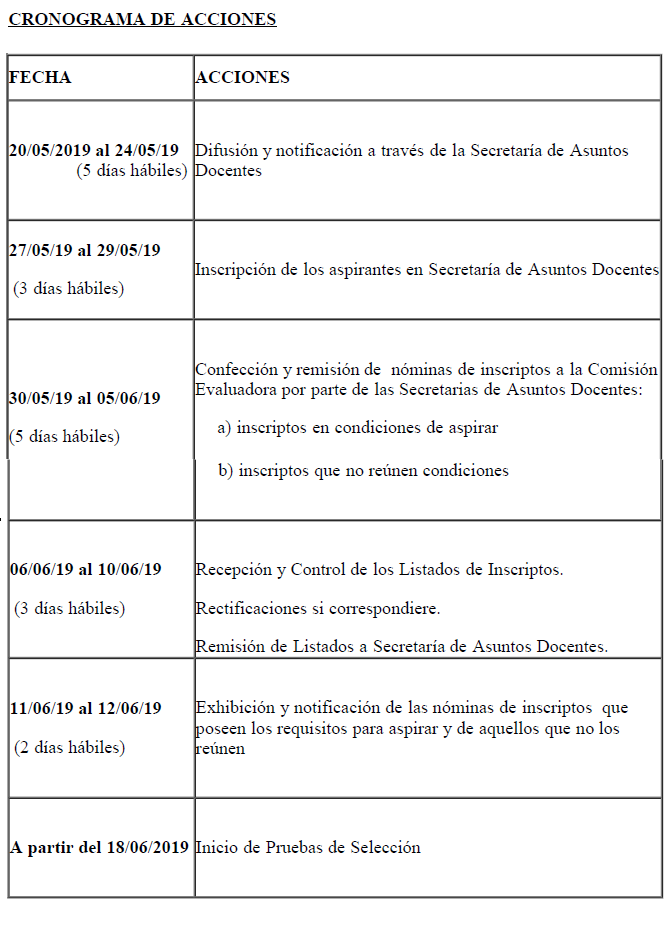 CRONOGRAMA DE ACCIONES
FECHA
ACCIONES
20/05/2019 al 24/05/19
(5 días hábiles)
Difusión y notificación a través de la Secretaría de Asuntos
Docentes
27/05/19 al 29/05/19
(3 días hábiles)
Inscripción de los aspirantes en Secretaría de Asuntos Docentes
30/05/19 al 05/06/19
(5 días hábiles)
Confección y remisión de nóminas de inscriptos a la Comisión
Evaluadora por parte de las Secretarias de Asuntos Docentes:
a) inscriptos en condiciones de aspirar
b) inscriptos que no reúnen condiciones
06/06/19 al 10/06/19
(3 días hábiles)
Recepción y Control de los Listados de Inscriptos.
Rectificaciones si correspondiere.
Remisión de Listados a Secretaría de Asuntos Docentes.
11/06/19 al 12/06/19
(2 días hábiles)
Exhibición y notificación de las nóminas de inscriptos que
poseen los requisitos para aspirar y de aquellos que no los
reúnen
A partir del 18/06/2019
Inicio de Pruebas de Selección